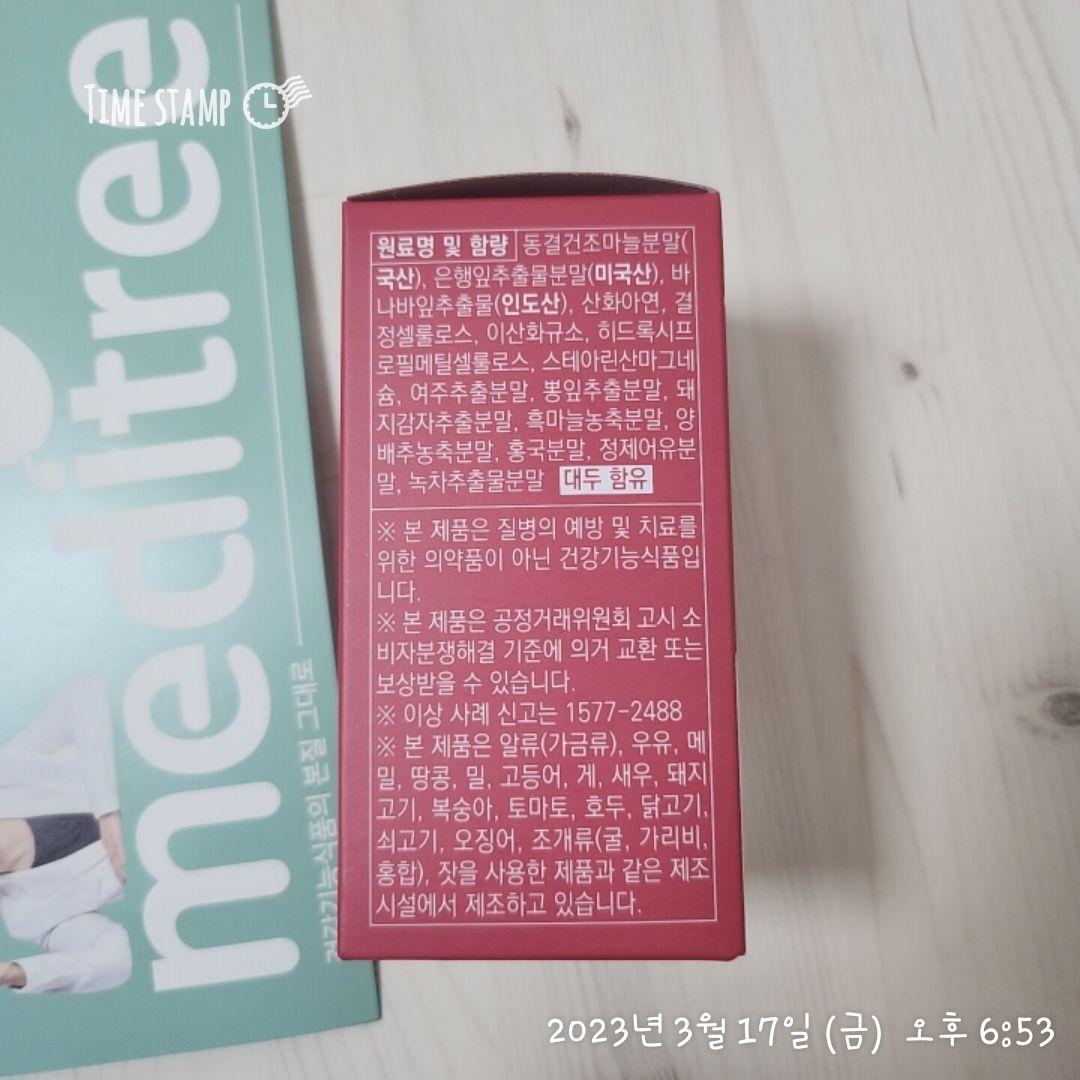 TIME STAMP
meditree
건강기능식품의 본질 그대로
원료명 및 함량 동결건조마늘분말(
국산), 은행잎추출물분말(미국산), 바
나바잎추출물(인도산), 산화아연, 결
정셀룰로스, 이산화규소, 히드록시프
로필메틸셀룰로스, 스테아린산마그네
슘, 여주추출분말, 뽕잎추출분말, 돼
지감자추출분말, 흑마늘농축분말, 양
배추농축분말, 홍국분말, 정제어유분
말, 녹차추출물분말 대두 함유
※ 본 제품은 질병의 예방 및 치료를
위한 의약품이 아닌 건강기능식품입
니다.
※ 본 제품은 공정거래위원회 고시 소
비자분쟁해결 기준에 의거 교환 또는
보상받을 수 있습니다.
※ 이상 사례 신고는 1577-2488
※ 본 제품은 알류(가금류), 우유, 메
밀, 땅콩, 밀, 고등어, 게, 새우, 돼지
고기, 복숭아, 토마토, 호두, 닭고기,
쇠고기, 오징어, 조개류(굴, 가리비,
홍합), 잣을 사용한 제품과 같은 제조
시설에서 제조하고 있습니다.
2023년 3월 17일 (금) 오후 6:53